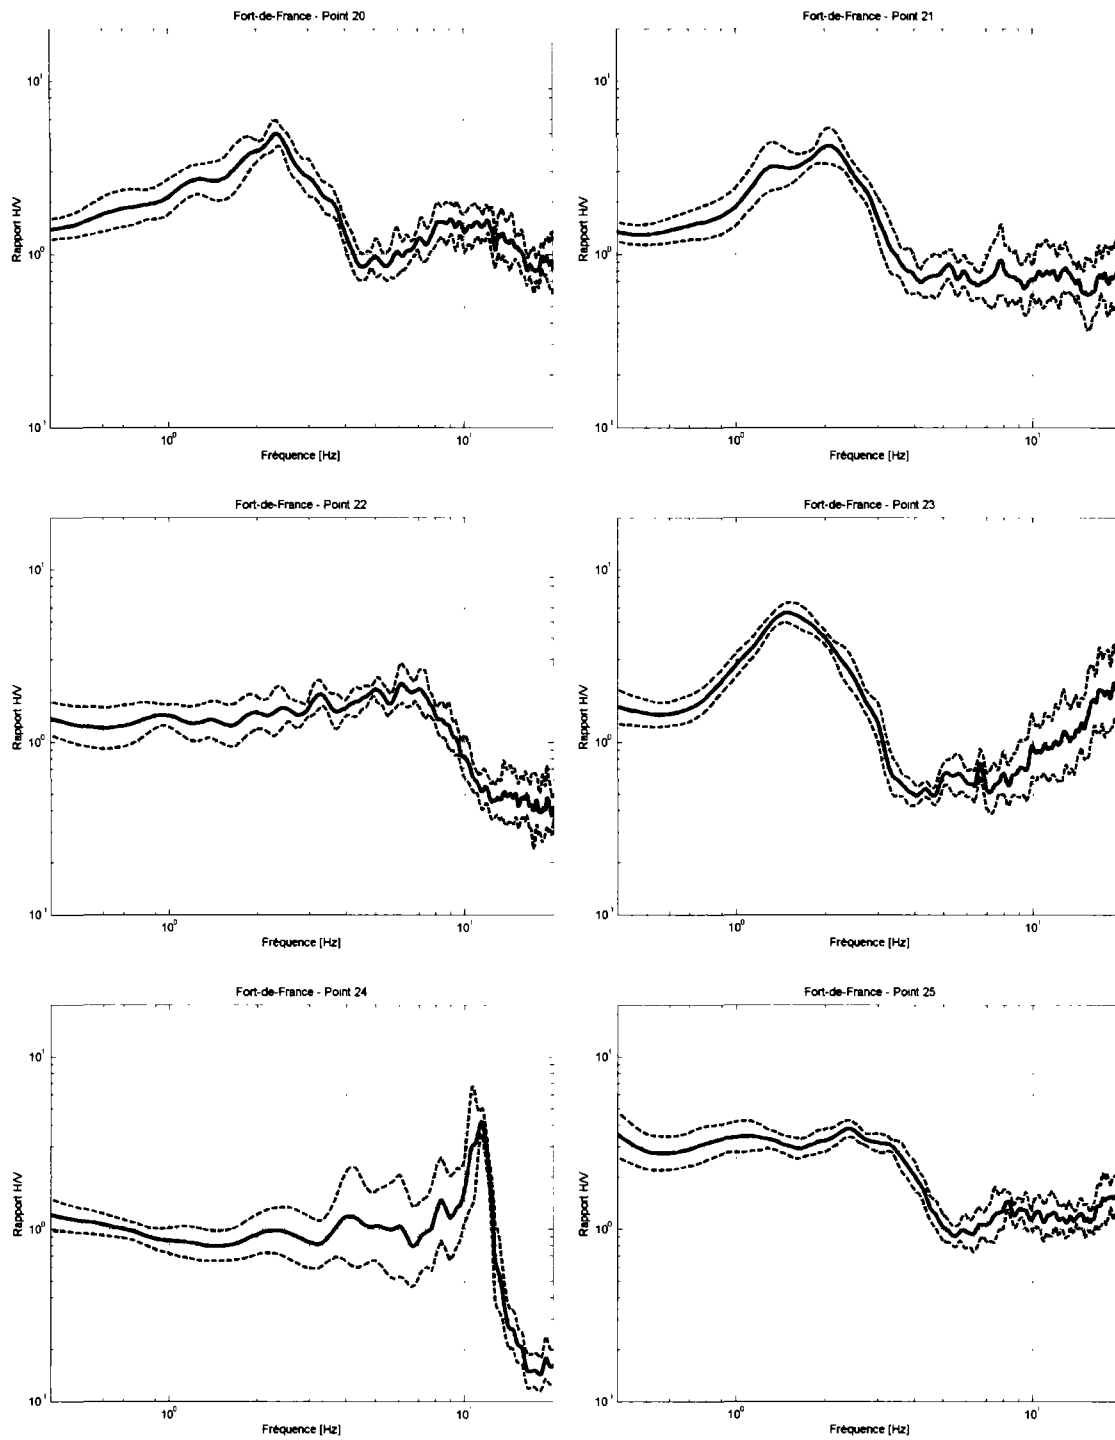 Fort-de-France - Point 20
Fort-de-France - Point 21
10¹
10¹
Rapport H/V
Rapport H/V
10⁰
10⁰
10⁰
10¹
10⁰
10¹
Fréquence [Hz]
Fréquence [Hz]
Fort-de-France - Point 22
Fort-de-France - Point 23
10¹
10¹
Rapport H/V
Rapport H/V
10⁰
10⁰
10⁰
10¹
10⁰
10¹
Fréquence [Hz]
Fréquence [Hz]
Fort-de-France - Point 24
Fort-de-France - Point 25
10¹
10¹
Rapport H/V
Rapport H/V
10⁰
10⁰
10⁰
10¹
10⁰
10¹
Fréquence [Hz]
Fréquence [Hz]